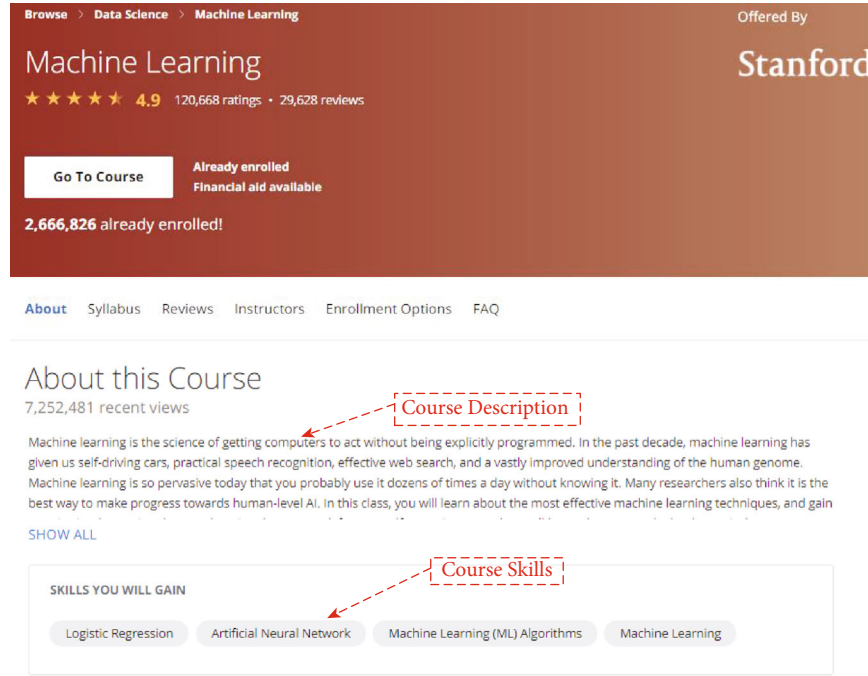 Browse > Data Science > Machine Learning
Offered By
Machine Learning
Stanford
4.9 120,668 ratings • 29,628 reviews
Go To Course
Already enrolled
Financial aid available
2,666,826 already enrolled!
About Syllabus Reviews Instructors Enrollment Options FAQ
About this Course
7,252,481 recent views
Course Description
Machine learning is the science of getting computers to act without being explicitly programmed. In the past decade, machine learning has
given us self-driving cars, practical speech recognition, effective web search, and a vastly improved understanding of the human genome.
Machine learning is so pervasive today that you probably use it dozens of times a day without knowing it. Many researchers also think it is the
best way to make progress towards human-level AI. In this class, you will learn about the most effective machine learning techniques, and gain
SHOW ALL
Course Skills
SKILLS YOU WILL GAIN
Logistic Regression Artificial Neural Network Machine Learning (ML) Algorithms Machine Learning